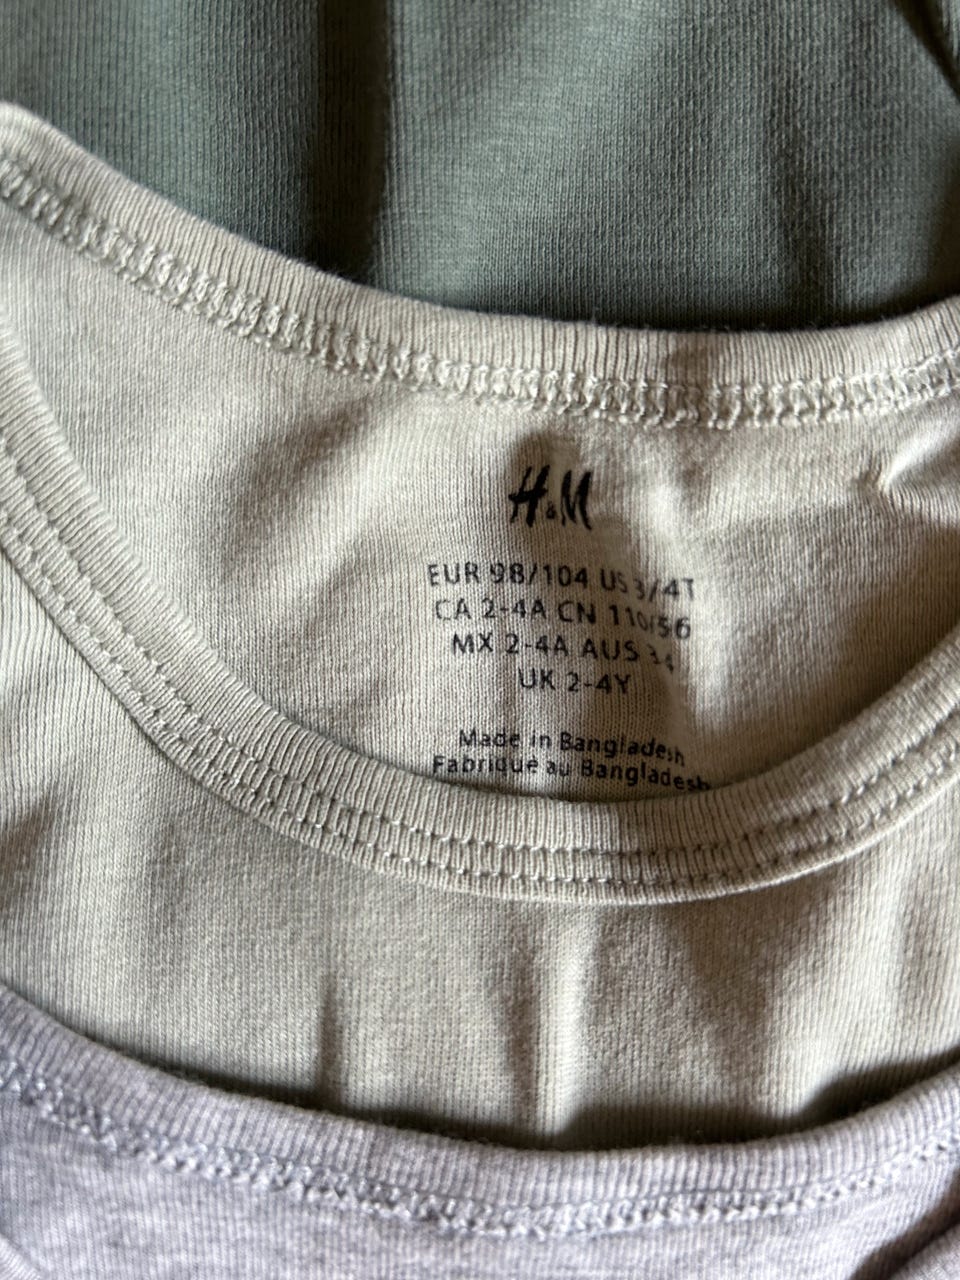 H&M
EUR 98/104 US 3/4T
CA 2-4A CN 110/56
MX 2-4A AUS
UK 2-4Y
Made in Bangladesh
Fabriqué au Bangladesh